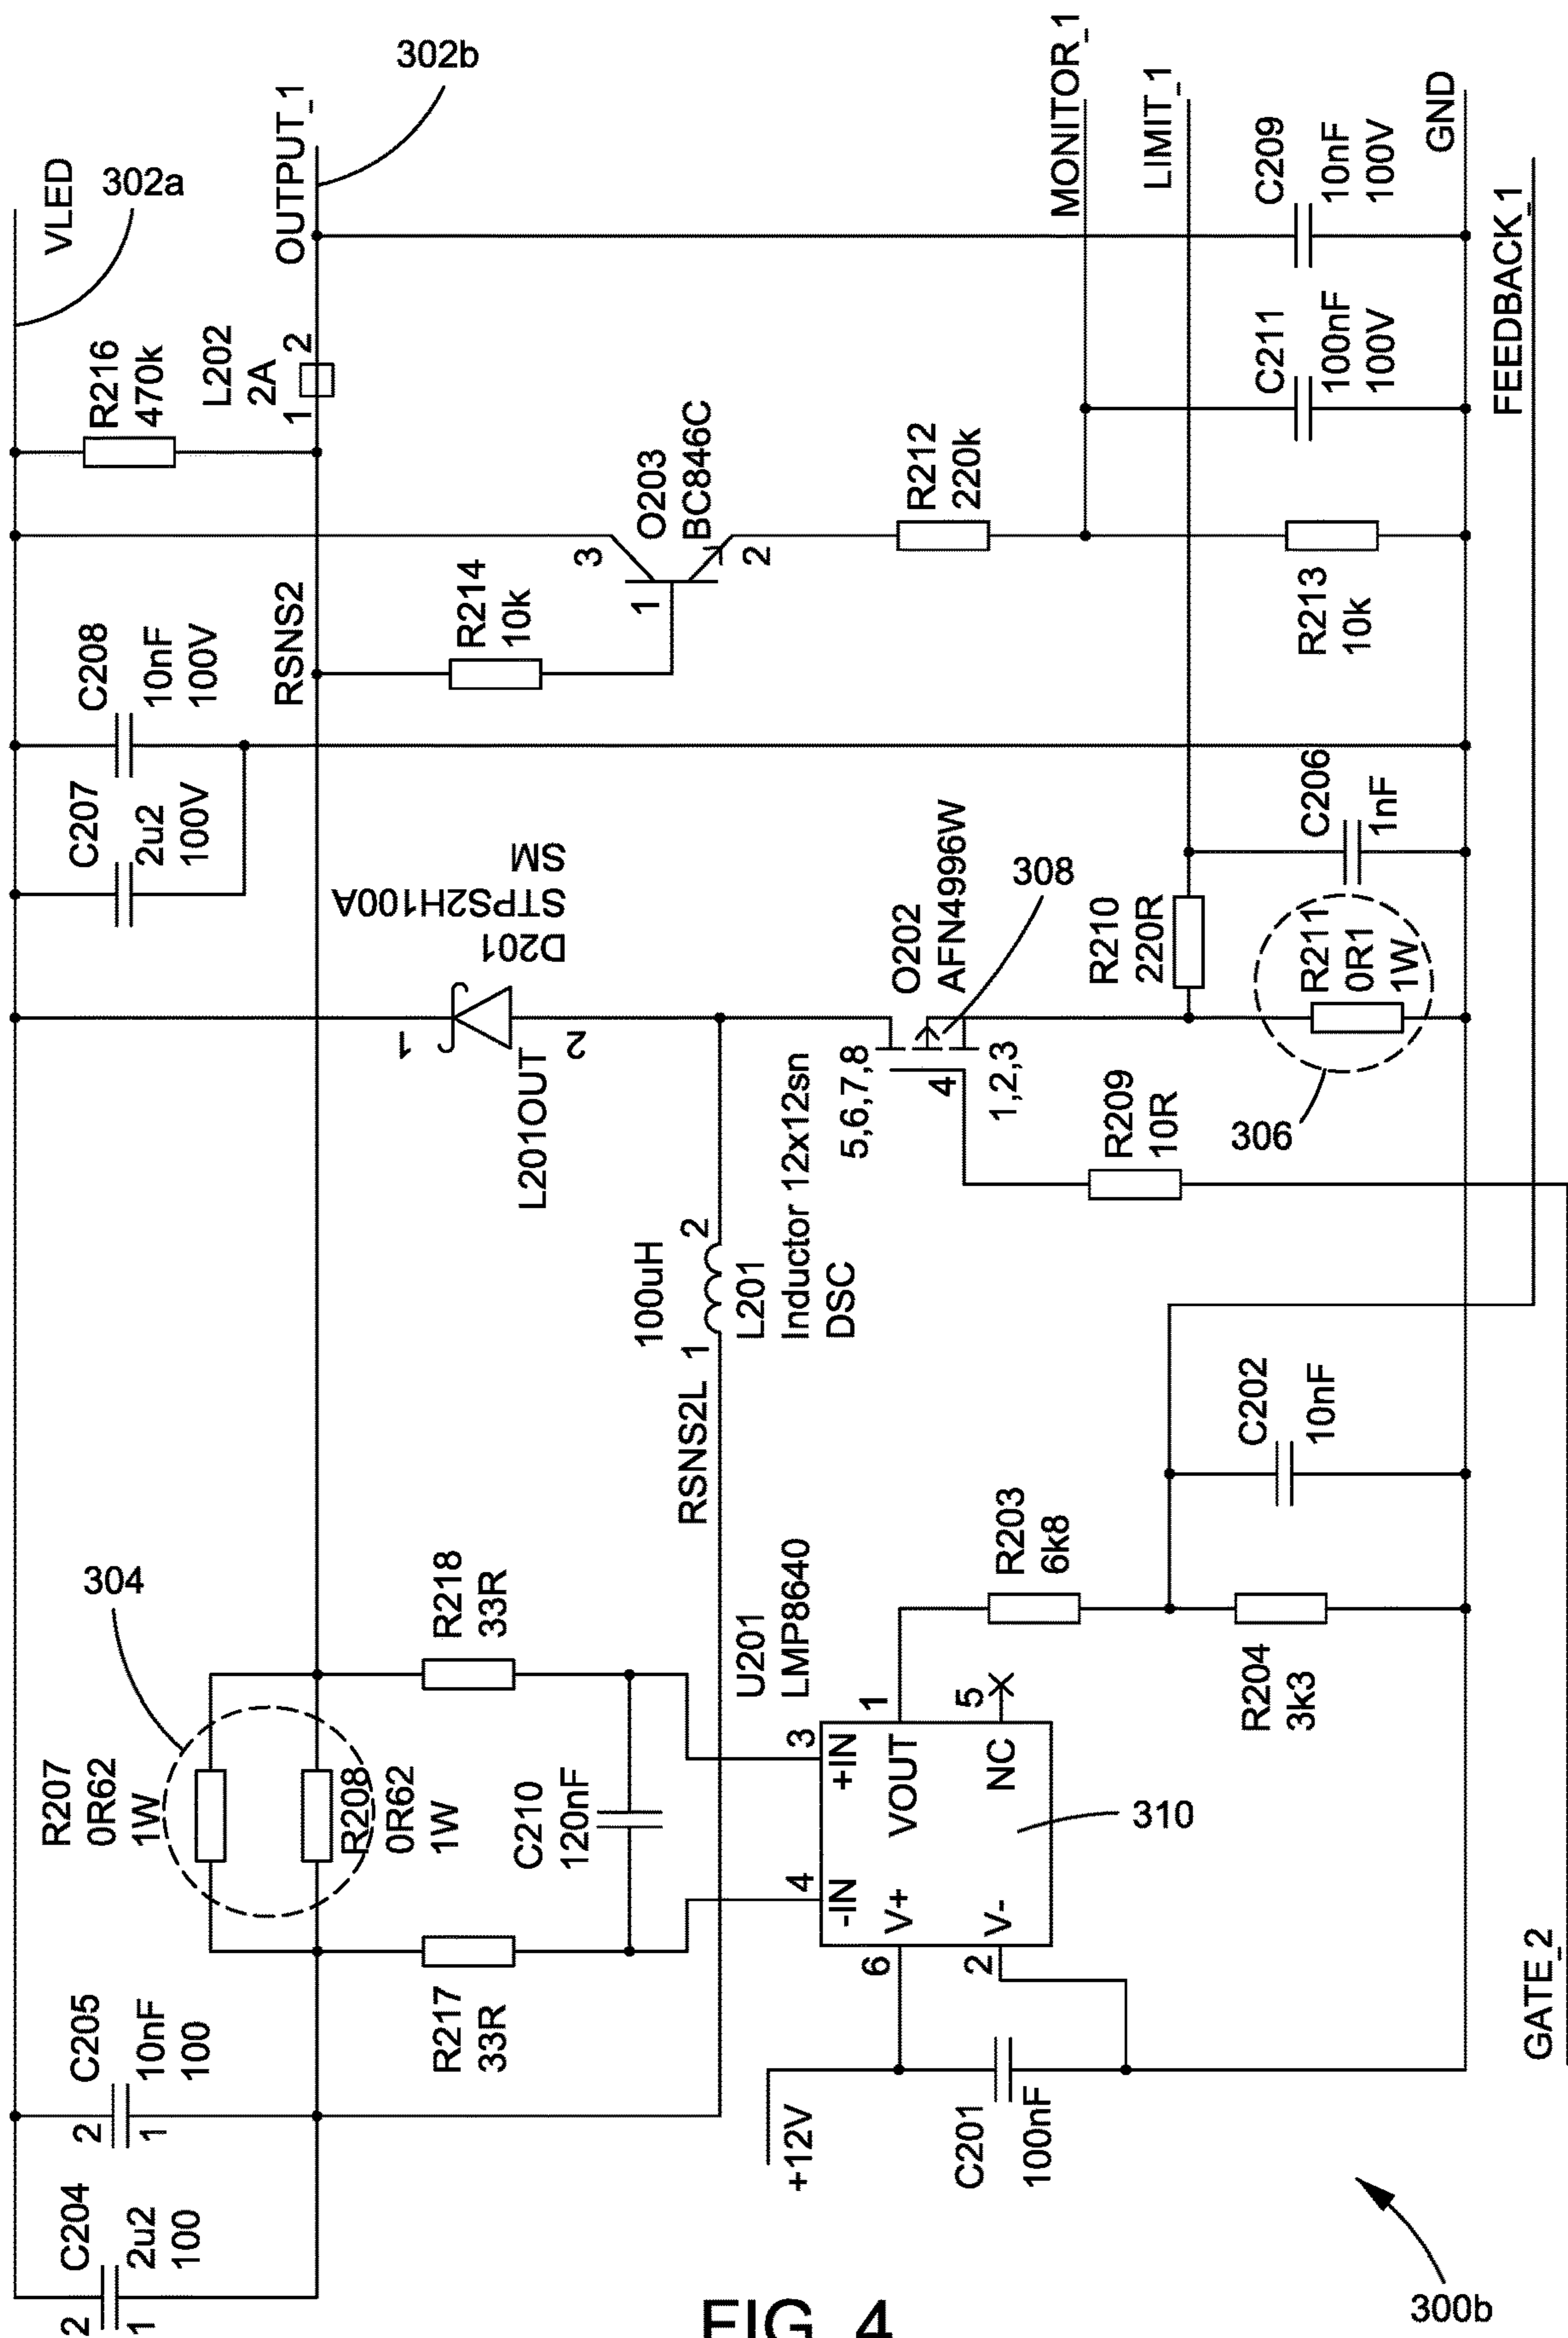 VLED
302a
302b
OUTPUT_1
R216
470k
L202
2A
1
2
MONITOR_1
LIMIT_1
C209
10nF
100V
GND
C211
100nF
100V
FEEDBACK_1
O203
BC846C
3
1
2
R212
220k
R213
10k
R214
10k
RSNS2
C208
10nF
100V
C207
2u2
100V
D201
STPS2H100A
SM
1
2
L201OUT
O202
AFN4996W
308
5,6,7,8
4
1,2,3
R210
220R
C206
1nF
R211
0R1
1W
306
R209
10R
100uH
1
2
L201
Inductor 12x12sn
DSC
RSNS2L
C202
10nF
R203
6k8
R204
3k3
304
R207
0R62
1W
R208
0R62
1W
R218
33R
R217
33R
C210
120nF
U201
LMP8640
3
4
1
5
6
2
+IN
-IN
VOUT
NC
V+
V-
310
C205
10nF
100
2
1
C204
2u2
100
2
1
+12V
C201
100nF
GATE_2
300b
FIG. 4